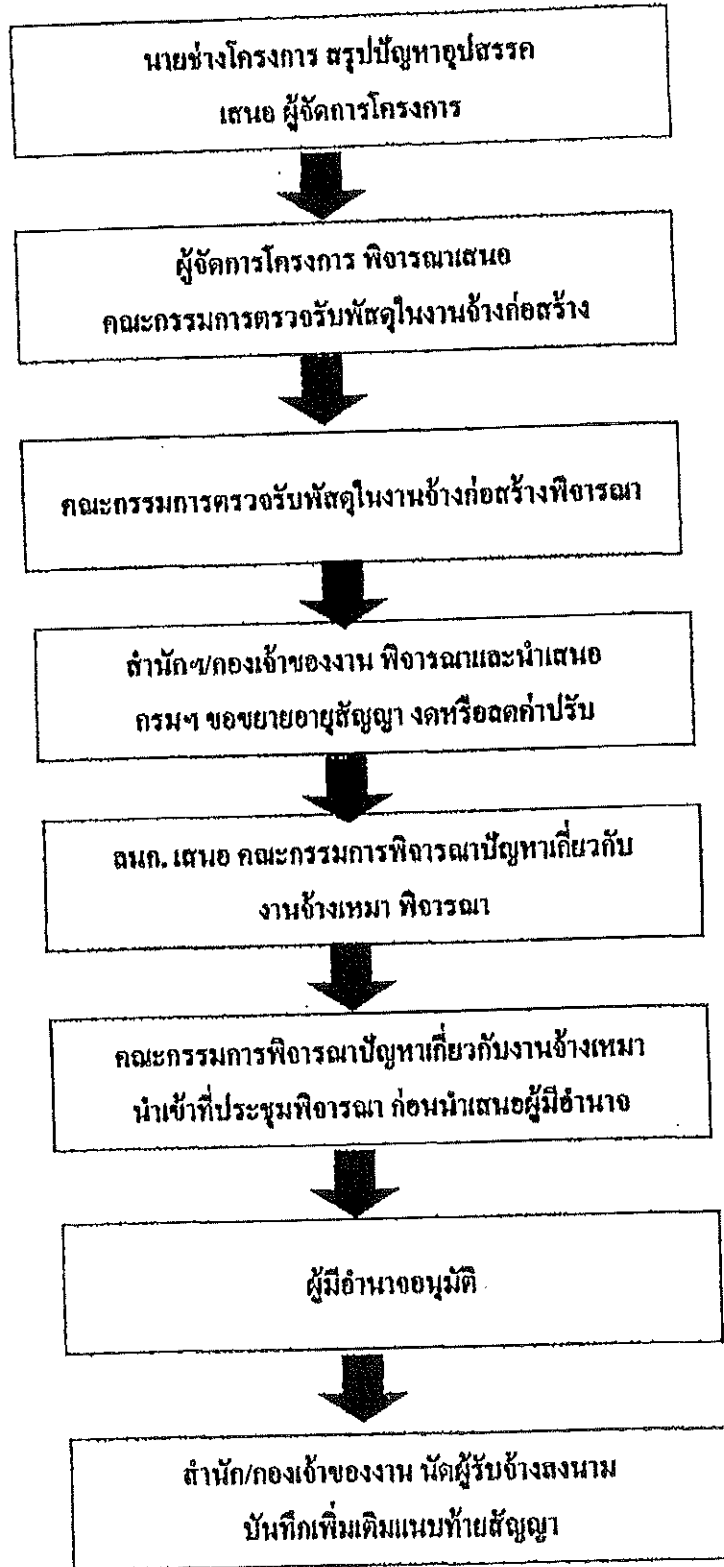 นายช่างโครงการ สรุปปัญหาอุปสรรค
เสนอ ผู้จัดการโครงการ
ผู้จัดการโครงการ พิจารณาเสนอ
คณะกรรมการตรวจรับพัสดุในงานจ้างก่อสร้าง
คณะกรรมการตรวจรับพัสดุในงานจ้างก่อสร้างพิจารณา
สำนักฯ/กองเจ้าของงาน พิจารณาและนำเสนอ
กรมฯ ขอขยายอายุสัญญา งดหรือลดค่าปรับ
ลนก. เสนอ คณะกรรมการพิจารณาปัญหาเกี่ยวกับ
งานจ้างเหมา พิจารณา
คณะกรรมการพิจารณาปัญหาเกี่ยวกับงานจ้างเหมา
นำเข้าที่ประชุมพิจารณา ก่อนนำเสนอผู้มีอำนาจ
ผู้มีอำนาจอนุมัติ
สำนัก/กองเจ้าของงาน นัดผู้รับจ้างลงนาม
บันทึกเพิ่มเติมแนบท้ายสัญญา